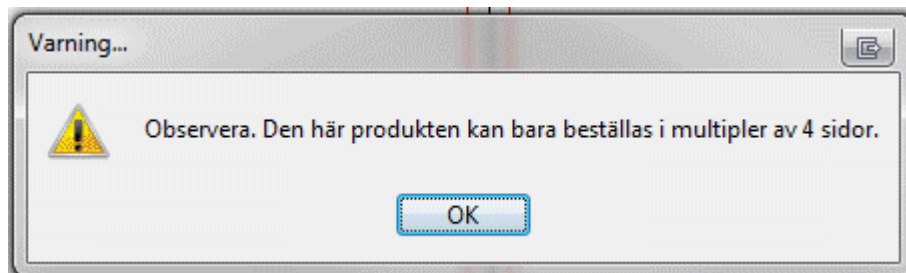 Varning...
Observera. Den här produkten kan bara beställas i multipler av 4 sidor.
OK